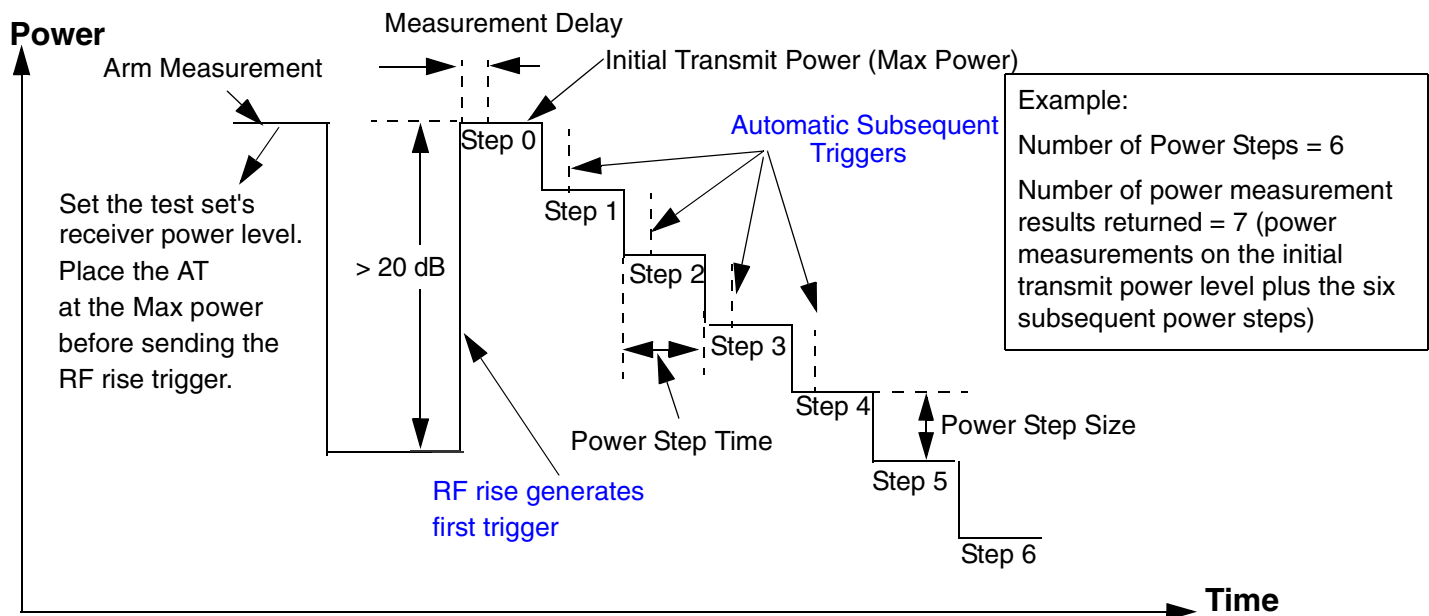 Measurement Delay
Power
Arm Measurement
Initial Transmit Power (Max Power)
Example:
Number of Power Steps = 6
Number of power measurement
results returned = 7 (power
measurements on the initial
transmit power level plus the six
subsequent power steps)
Step 0
Automatic Subsequent
Triggers
Set the test set's
receiver power level.
Place the AT
at the Max power
before sending the
RF rise trigger.
> 20 dB
Step 1
Step 2
Step 3
Step 4
Power Step Time
Power Step Size
RF rise generates
first trigger
Step 5
Step 6
Time